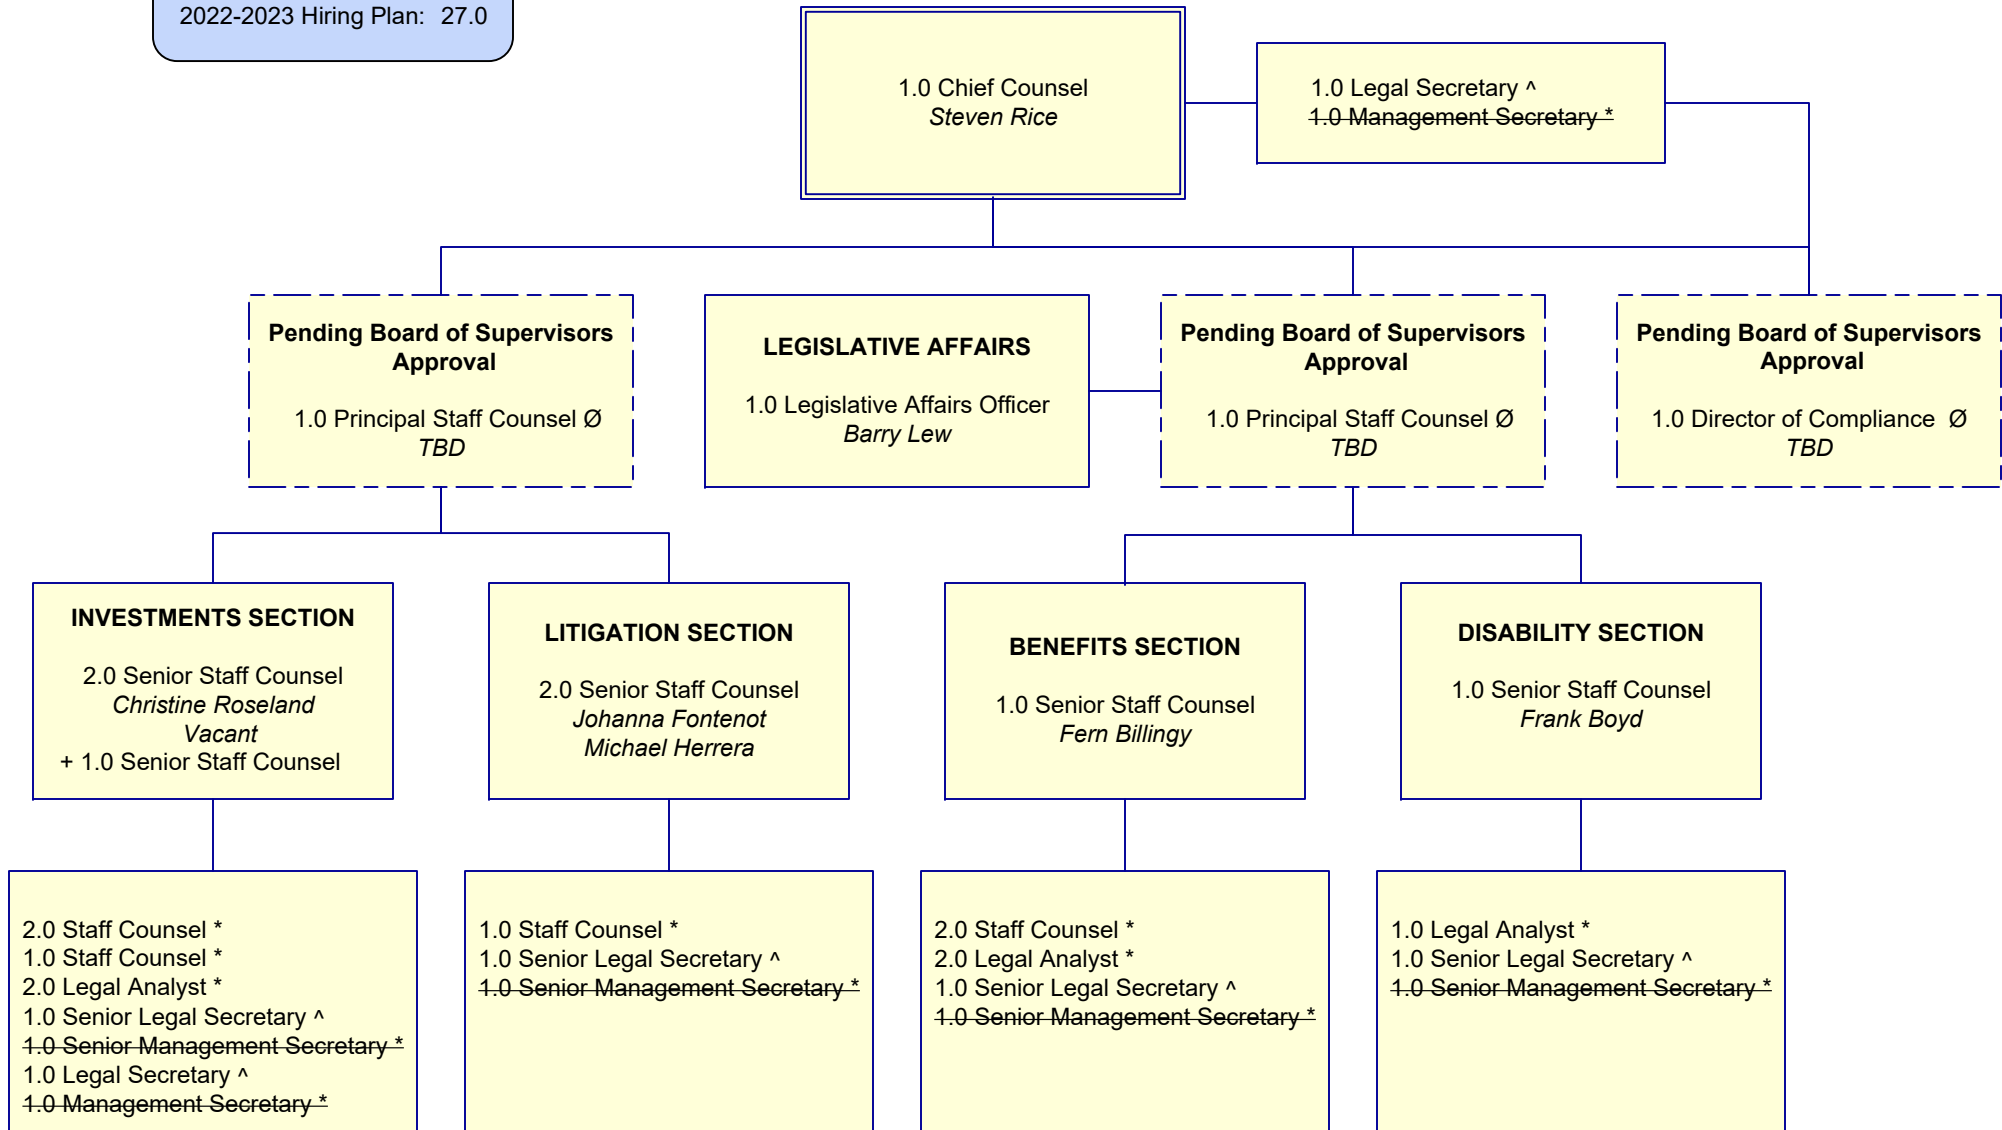 2022-2023 Hiring Plan: 27.0
1.0 Chief Counsel
Steven Rice
1.0 Legal Secretary ^
1.0 Management Secretary *
Pending Board of Supervisors
Approval
1.0 Principal Staff Counsel Ø
TBD
LEGISLATIVE AFFAIRS
1.0 Legislative Affairs Officer
Barry Lew
Pending Board of Supervisors
Approval
1.0 Principal Staff Counsel Ø
TBD
Pending Board of Supervisors
Approval
1.0 Director of Compliance Ø
TBD
INVESTMENTS SECTION
2.0 Senior Staff Counsel
Christine Roseland
Vacant
+ 1.0 Senior Staff Counsel
LITIGATION SECTION
2.0 Senior Staff Counsel
Johanna Fontenot
Michael Herrera
BENEFITS SECTION
1.0 Senior Staff Counsel
Fern Billingy
DISABILITY SECTION
1.0 Senior Staff Counsel
Frank Boyd
2.0 Staff Counsel *
1.0 Staff Counsel *
2.0 Legal Analyst *
1.0 Senior Legal Secretary ^
1.0 Senior Management Secretary *
1.0 Legal Secretary ^
1.0 Management Secretary *
1.0 Staff Counsel *
1.0 Senior Legal Secretary ^
1.0 Senior Management Secretary *
2.0 Staff Counsel *
2.0 Legal Analyst *
1.0 Senior Legal Secretary ^
1.0 Senior Management Secretary *
1.0 Legal Analyst *
1.0 Senior Legal Secretary ^
1.0 Senior Management Secretary *